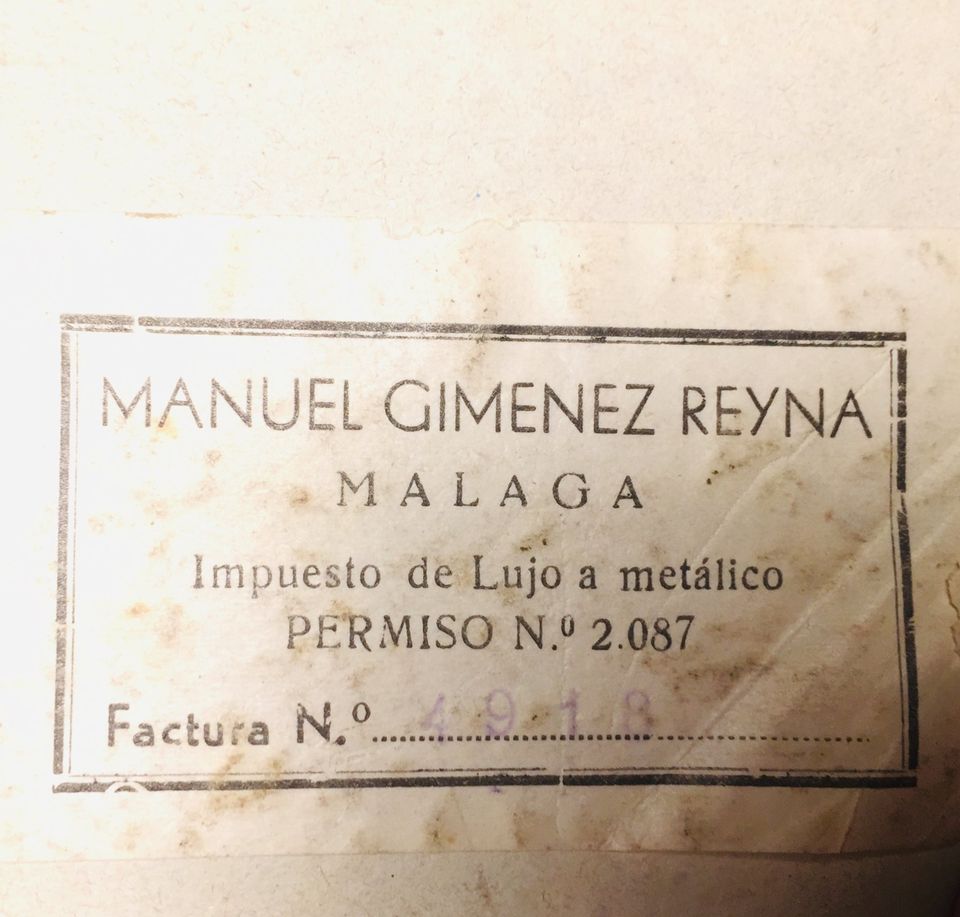 MANUEL GIMENEZ REYNA
MALAGA
Impuesto de Lujo a metálico
PERMISO N.º 2.087
Factura N.º 4918